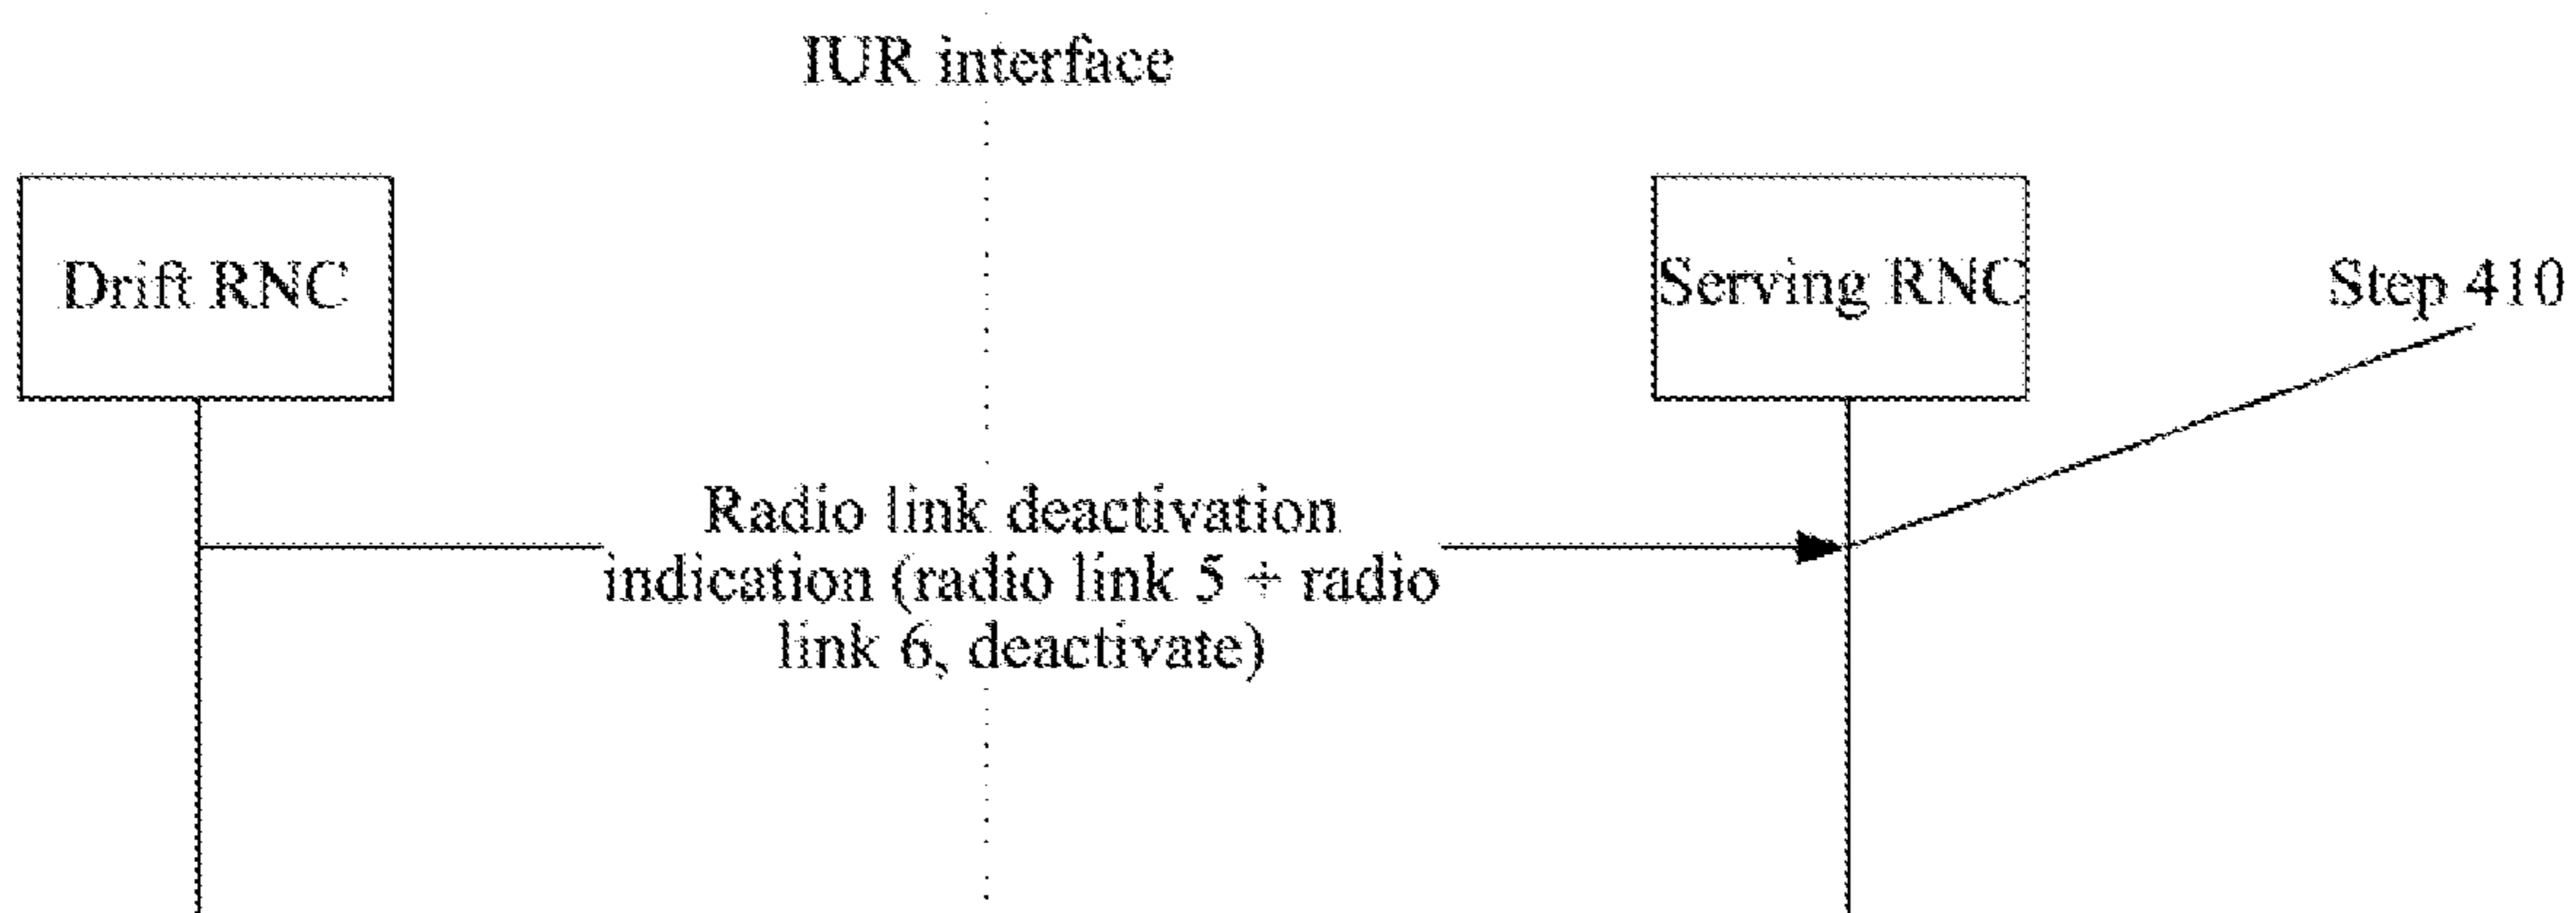 IUR interface
Drift RNC
Serving RNC
Step 410
Radio link deactivation
indication (radio link 5 + radio
link 6, deactivate)